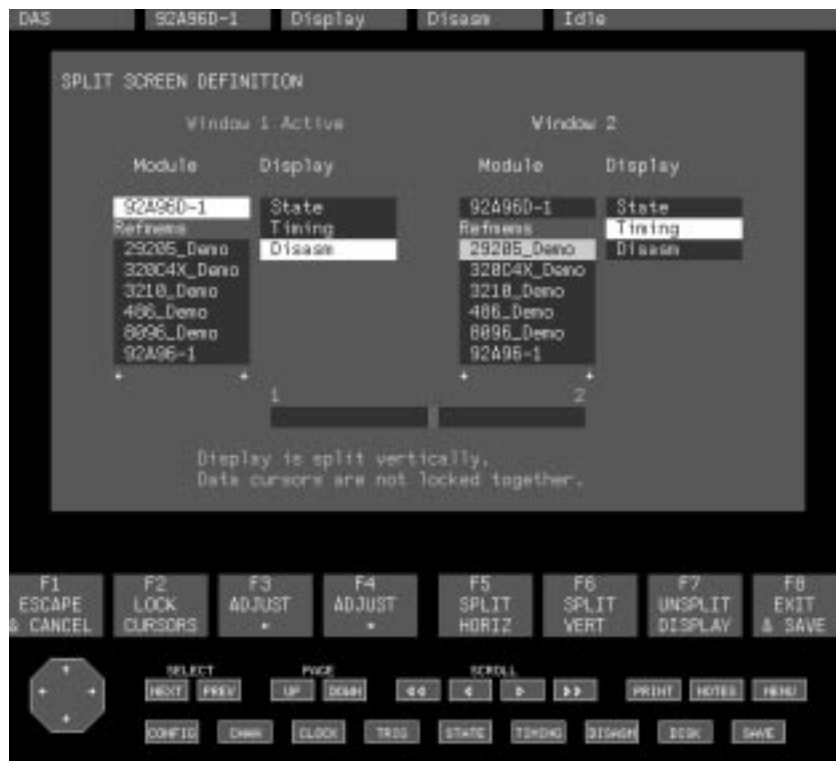 DAS 92A96D-1 Display Disasm Idle
SPLIT SCREEN DEFINITION
Window 1 Active Window 2
Module Display Module Display
92A96D-1 State 92A96D-1 State
Refmems Timing Refmems Timing
29205_Demo Disasm 29205_Demo Disasm
320C4X_Demo 320C4X_Demo
3210_Demo 3210_Demo
486_Demo 486_Demo
8096_Demo 8096_Demo
92A96-1 92A96-1
1 2
Display is split vertically.
Data cursors are not locked together.
F1 F2 F3 F4 F5 F6 F7 F8
ESCAPE LOCK ADJUST ADJUST SPLIT SPLIT UNSPLIT EXIT
& CANCEL CURSORS HORIZ VERT DISPLAY & SAVE
SELECT PAGE SCROLL
NEXT PREV UP DOWN PRINT NOTES MENU
CONFIG CHAN CLOCK TRIG STATE TIMING DISASM DISK SAVE